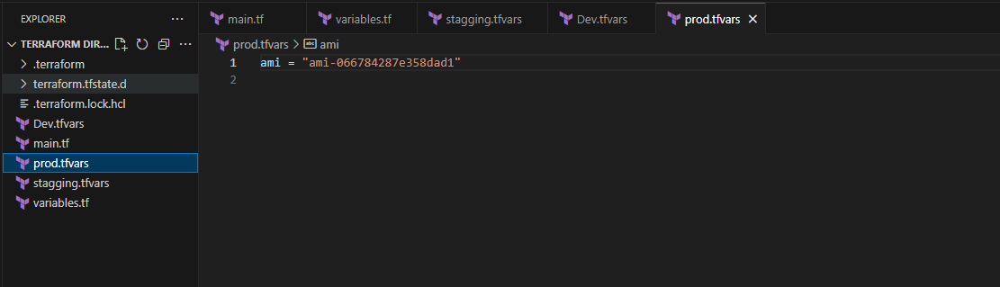 EXPLORER
TERRAFORM DIR...
.terraform
terraform.tfstate.d
.terraform.lock.hcl
Dev.tfvars
main.tf
prod.tfvars
stagging.tfvars
variables.tf
main.tf
variables.tf
stagging.tfvars
Dev.tfvars
prod.tfvars
prod.tfvars > abc ami
1 ami = "ami-066784287e358dad1"
2